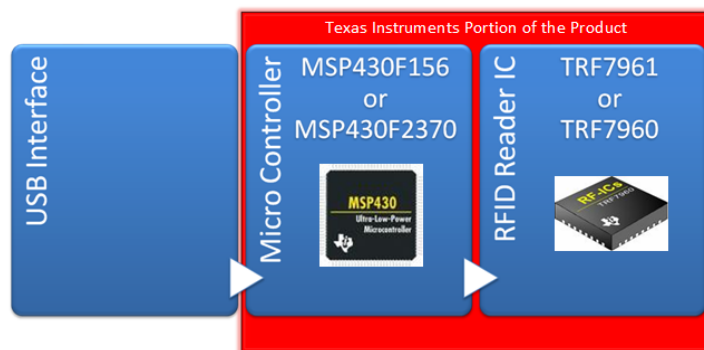 Texas Instruments Portion of the Product
USB Interface
Micro Controller
MSP430F156
or
MSP430F2370
MSP430
Ultra-Low-Power
Microcontroller
RFID Reader IC
TRF7961
or
TRF7960
RF-ICs
TRF7960